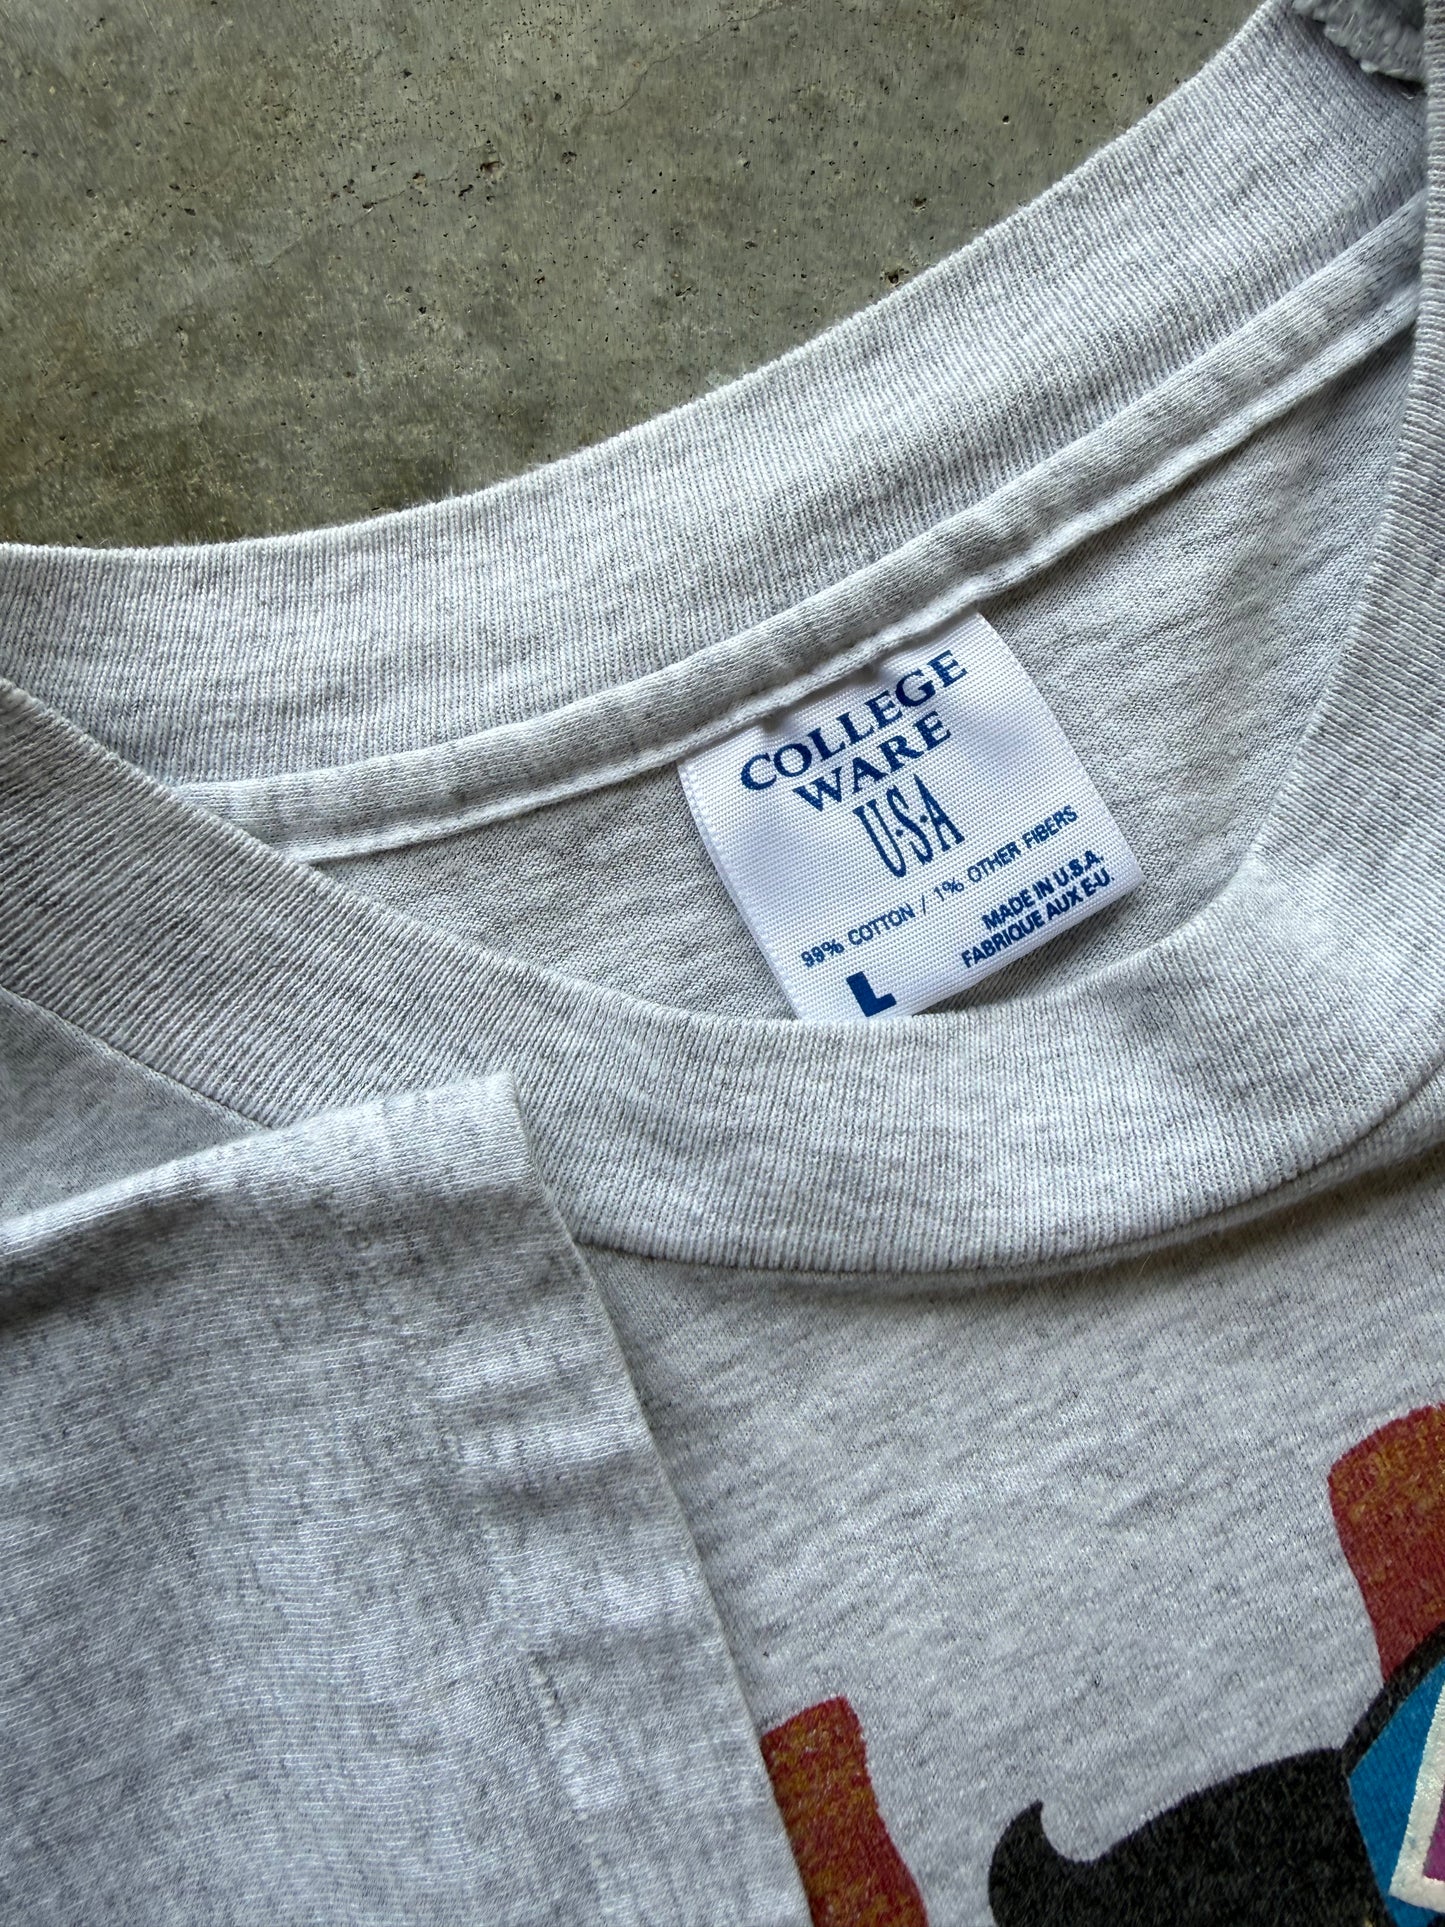 COLLEGE
WARE
U·S·A
99% COTTON / 1% OTHER FIBERS
MADE IN U.S.A.
FABRIQUE AUX E-U.
L